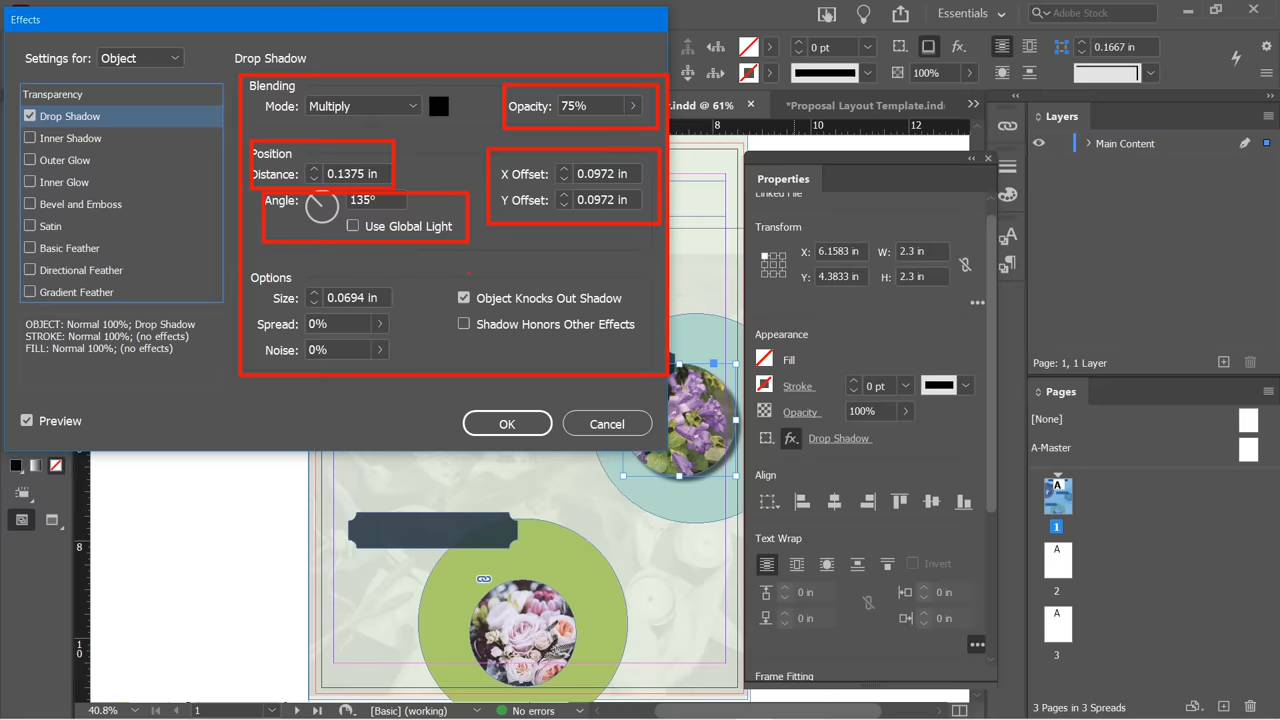 Effects
Essentials
Adobe Stock
Settings for: Object
Drop Shadow
0 pt
0.1667 in
100%
Transparency
Drop Shadow
Inner Shadow
Outer Glow
Inner Glow
Bevel and Emboss
Satin
Basic Feather
Directional Feather
Gradient Feather
OBJECT: Normal 100%; Drop Shadow
STROKE: Normal 100%; (no effects)
FILL: Normal 100%; (no effects)
Preview
Blending
Mode: Multiply
Opacity: 75%
Position
Distance: 0.1375 in
Angle: 135°
Use Global Light
X Offset: 0.0972 in
Y Offset: 0.0972 in
Options
Size: 0.0694 in
Spread: 0%
Noise: 0%
Object Knocks Out Shadow
Shadow Honors Other Effects
OK
Cancel
.indd @ 61%
*Proposal Layout Template.indd
8
10
12
8
1
0
Properties
Linked File
Transform
X: 6.1583 in
W: 2.3 in
Y: 4.3833 in
H: 2.3 in
Appearance
Fill
Stroke
0 pt
Opacity
100%
fx.
Drop Shadow
Align
Text Wrap
Invert
0 in
0 in
0 in
0 in
Frame Fitting
Layers
Main Content
Page: 1, 1 Layer
Pages
[None]
A-Master
A
1
A
2
A
3
3 Pages in 3 Spreads
40.8%
1
[Basic] (working)
No errors